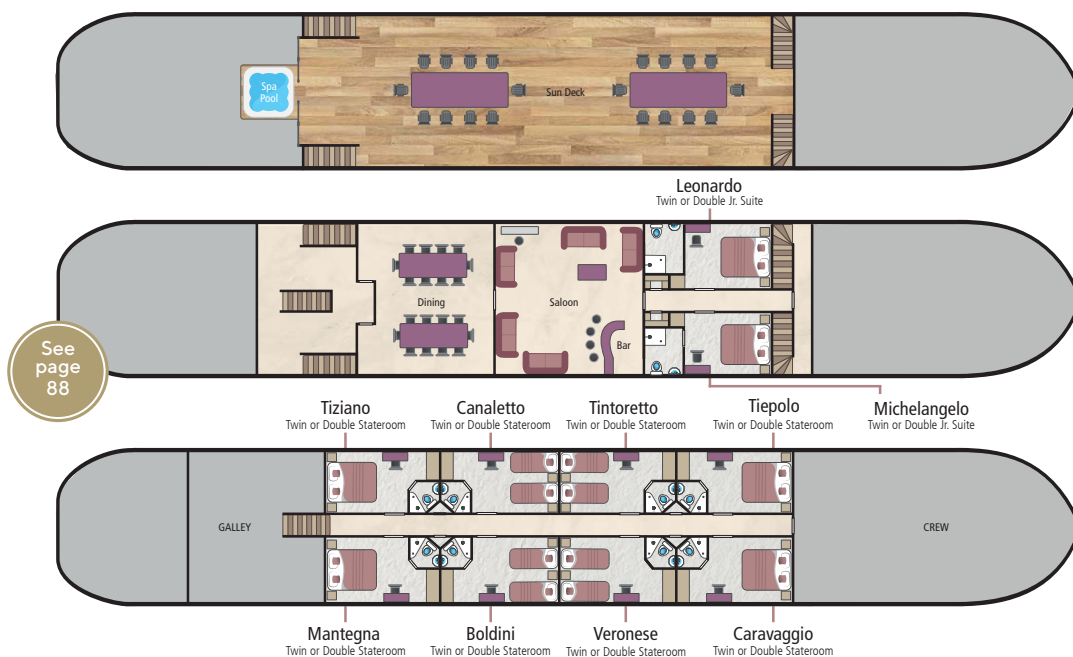 Spa
Pool
Sun Deck
Leonardo
Twin or Double Jr. Suite
Dining
Saloon
Bar
See
page
88
Michelangelo
Twin or Double Jr. Suite
Tiziano
Twin or Double Stateroom
Canaletto
Twin or Double Stateroom
Tintoretto
Twin or Double Stateroom
Tiepolo
Twin or Double Stateroom
GALLEY
CREW
Mantegna
Twin or Double Stateroom
Boldini
Twin or Double Stateroom
Veronese
Twin or Double Stateroom
Caravaggio
Twin or Double Stateroom